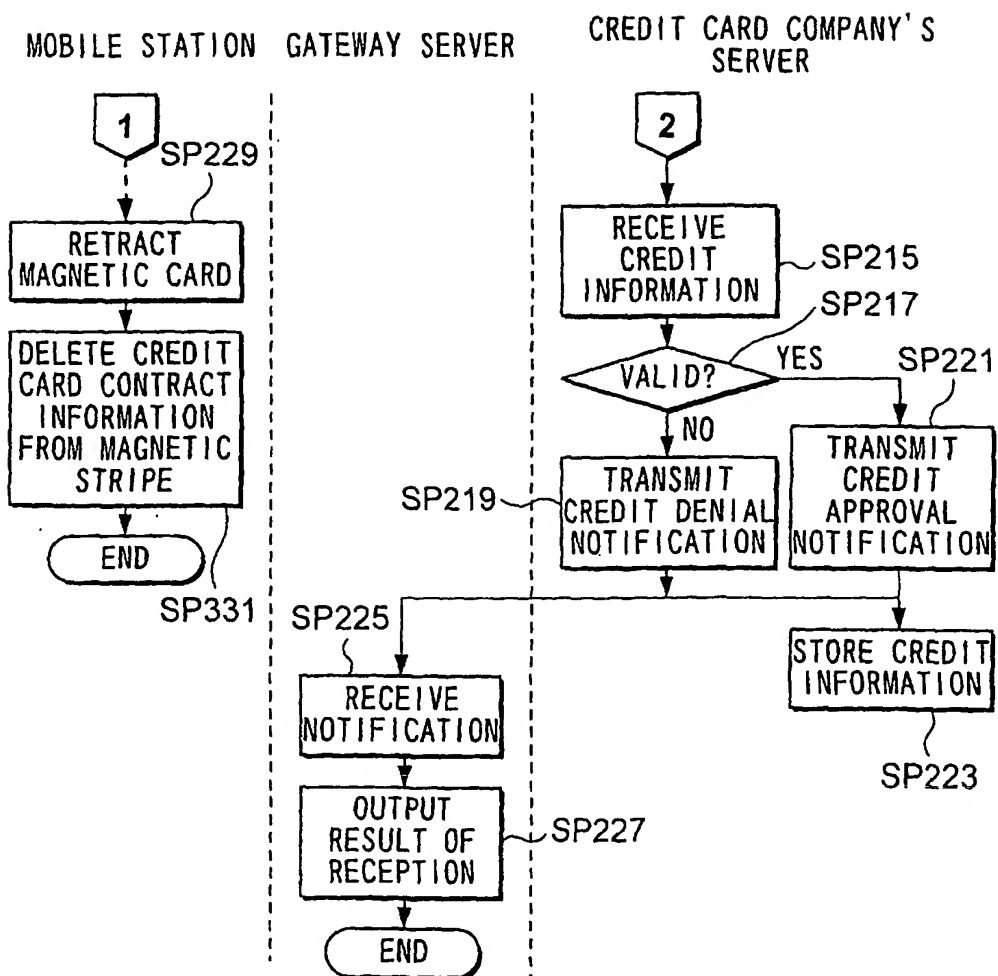 MOBILE STATION
GATEWAY SERVER
CREDIT CARD COMPANY'S
SERVER
1
SP229
RETRACT
MAGNETIC CARD
DELETE CREDIT
CARD CONTRACT
INFORMATION
FROM MAGNETIC
STRIPE
END
SP331
2
RECEIVE
CREDIT
INFORMATION
SP215
SP217
VALID?
YES
NO
SP221
SP219
TRANSMIT
CREDIT DENIAL
NOTIFICATION
TRANSMIT
CREDIT
APPROVAL
NOTIFICATION
SP225
RECEIVE
NOTIFICATION
STORE CREDIT
INFORMATION
SP223
OUTPUT
RESULT OF
RECEPTION
SP227
END